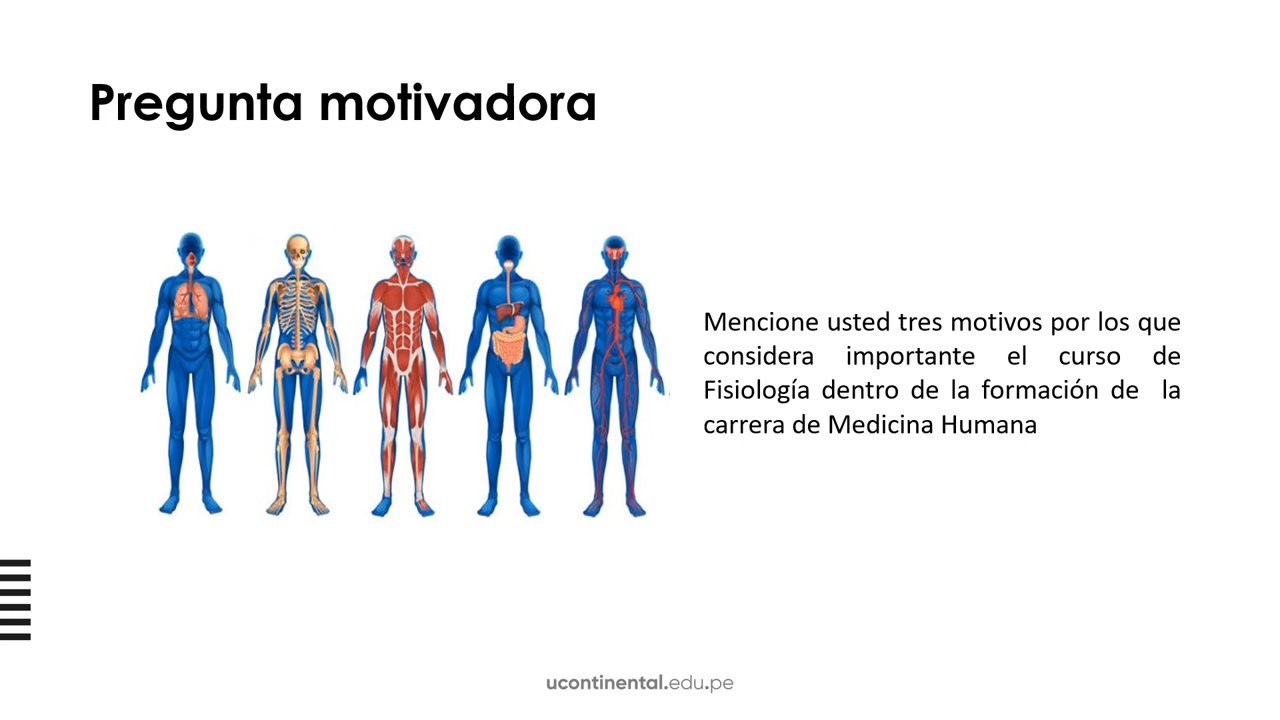 Pregunta motivadora
Mencione usted tres motivos por los que
considera importante el curso de
Fisiología dentro de la formación de la
carrera de Medicina Humana
ucontinental.edu.pe